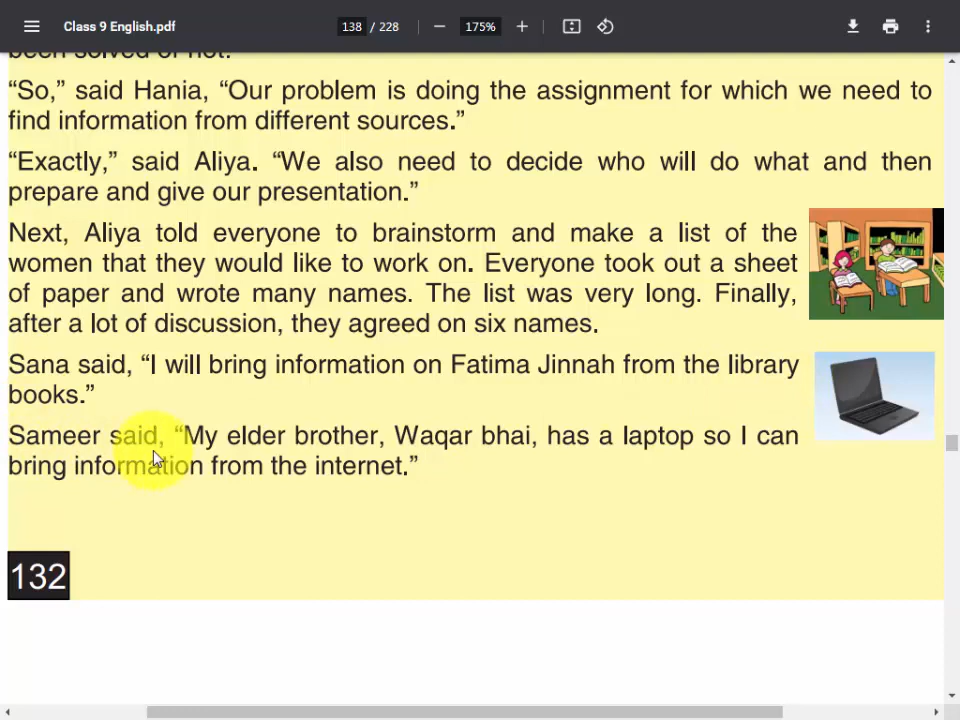 Class 9 English.pdf
138 / 228
175%
been solved or not.
“So,” said Hania, “Our problem is doing the assignment for which we need to
find information from different sources.”
“Exactly,” said Aliya. “We also need to decide who will do what and then
prepare and give our presentation.”
Next, Aliya told everyone to brainstorm and make a list of the
women that they would like to work on. Everyone took out a sheet
of paper and wrote many names. The list was very long. Finally,
after a lot of discussion, they agreed on six names.
Sana said, “I will bring information on Fatima Jinnah from the library
books.”
Sameer said, “My elder brother, Waqar bhai, has a laptop so I can
bring information from the internet.”
132